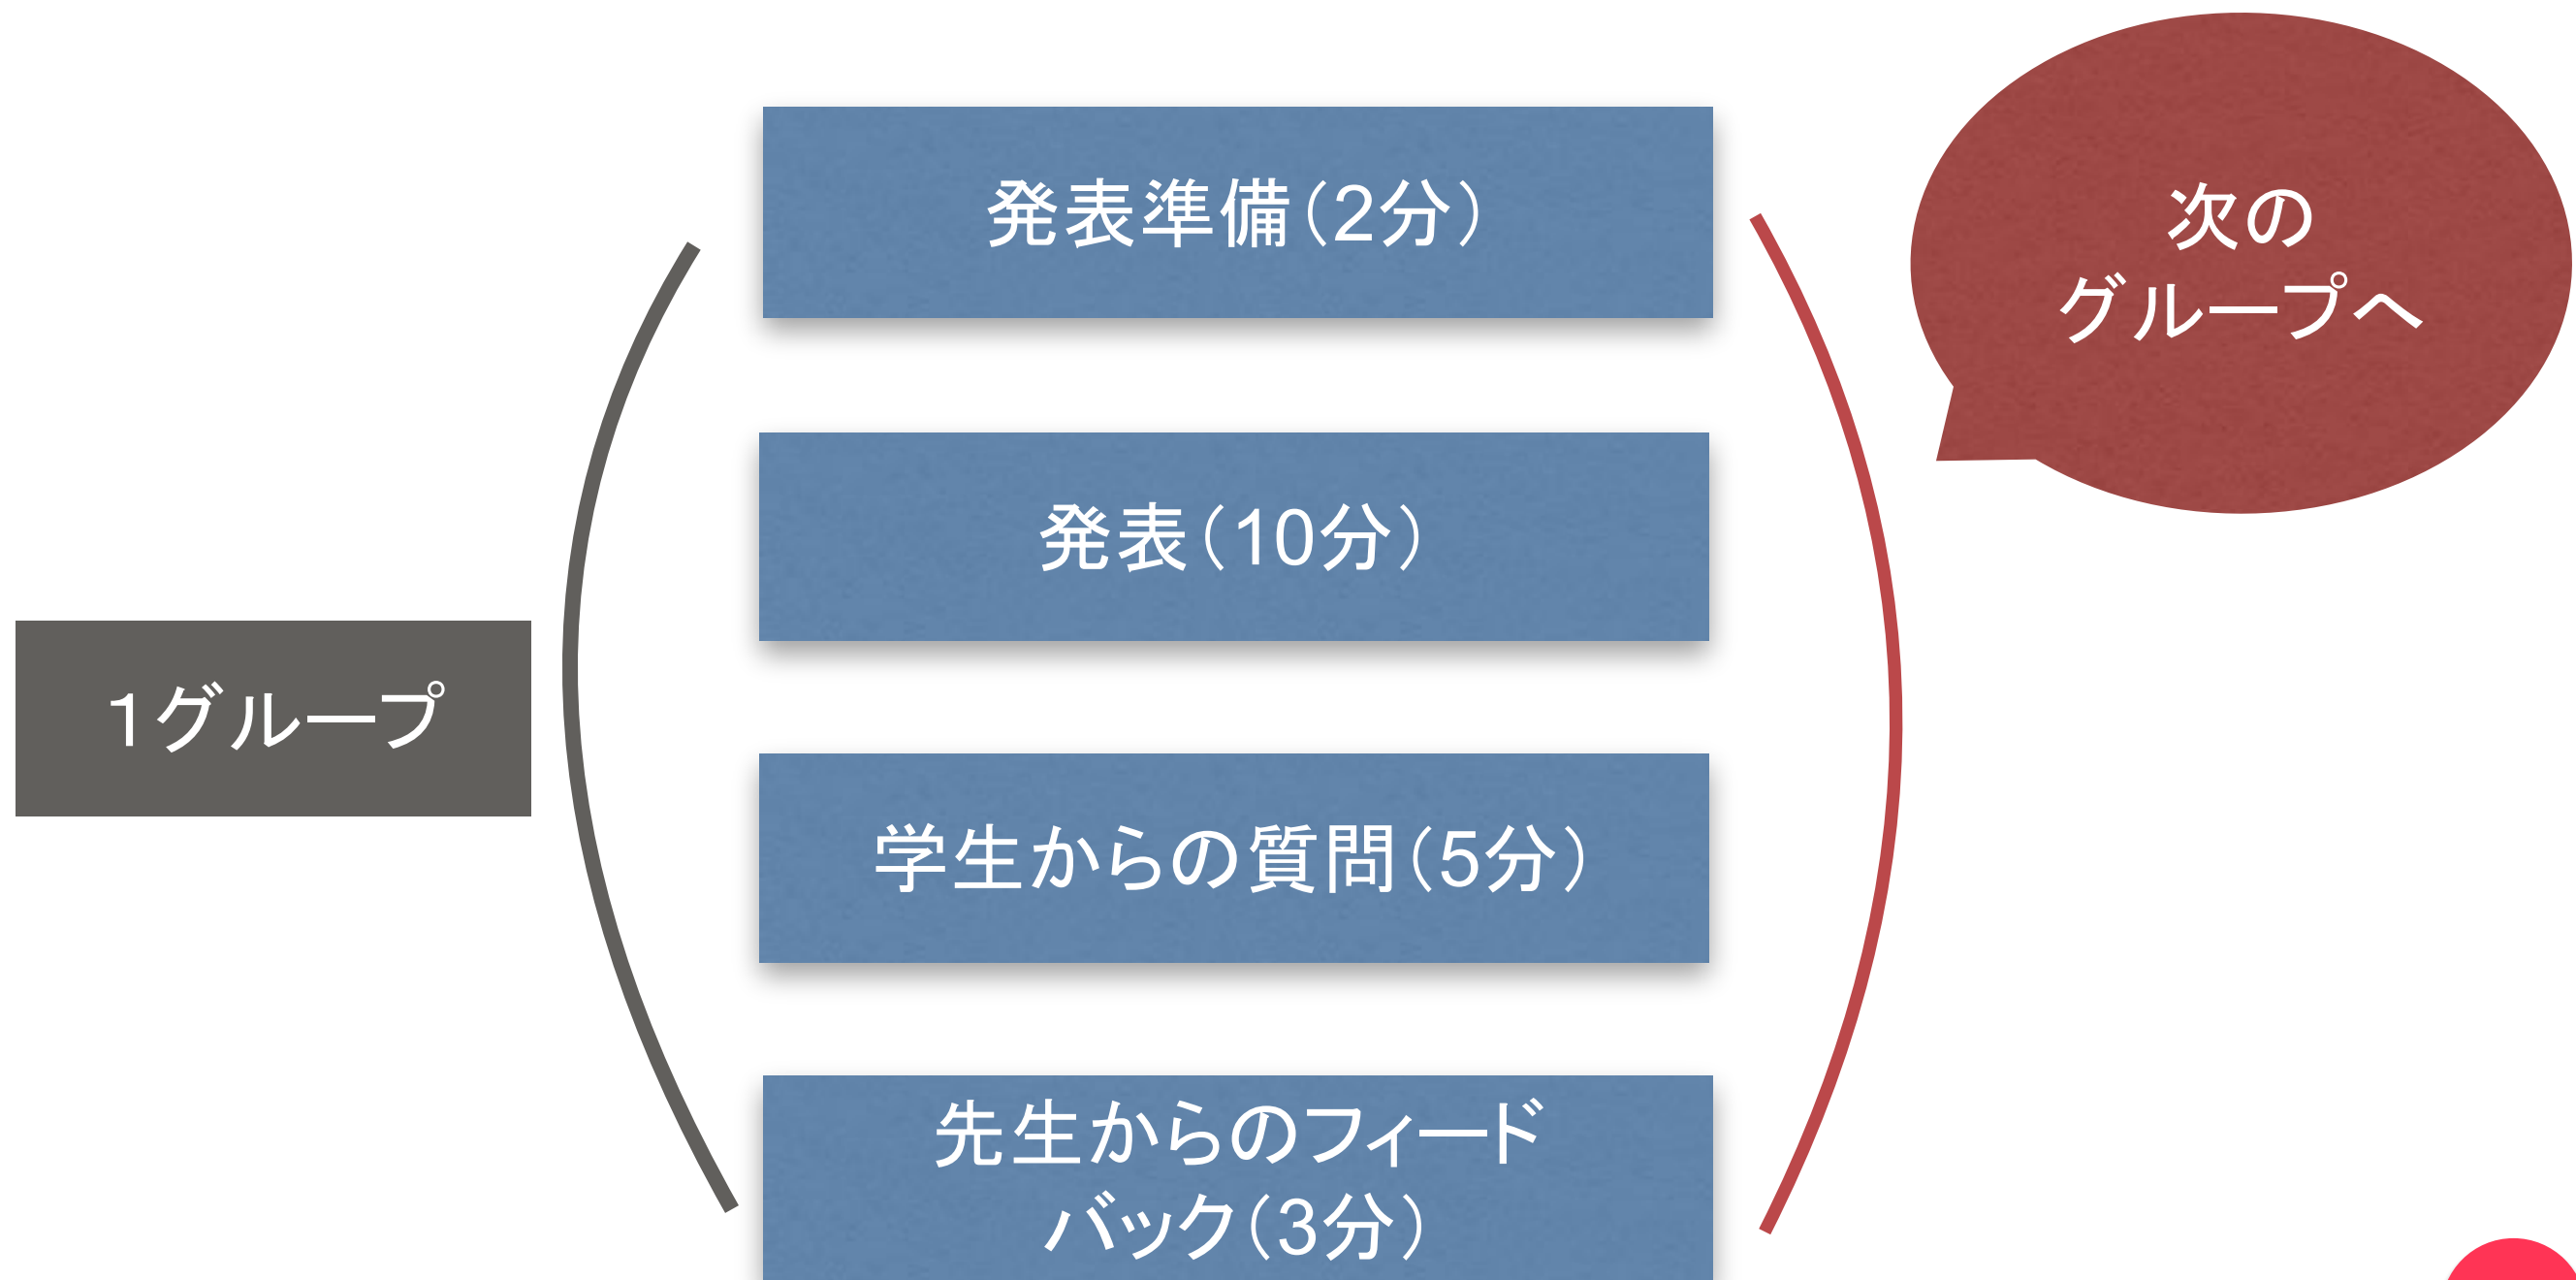 発表準備（2分）
次の
グループへ
発表（10分）
1グループ
学生からの質問（5分）
先生からのフィード
バック（3分）